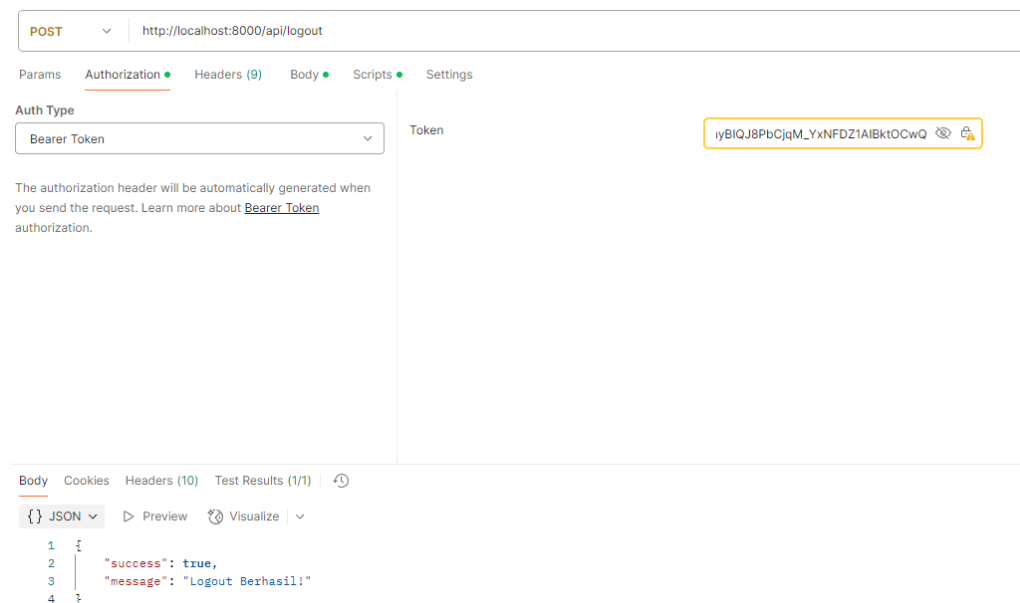 POST http://localhost:8000/api/logout
Params Authorization Headers (9) Body Scripts Settings
Auth Type
Bearer Token
Token
The authorization header will be automatically generated when
you send the request. Learn more about Bearer Token
authorization.
Body Cookies Headers (10) Test Results (1/1)
{} JSON Preview Visualize
1 {
2 "success": true,
3 "message": "Logout Berhasil!"
4 }